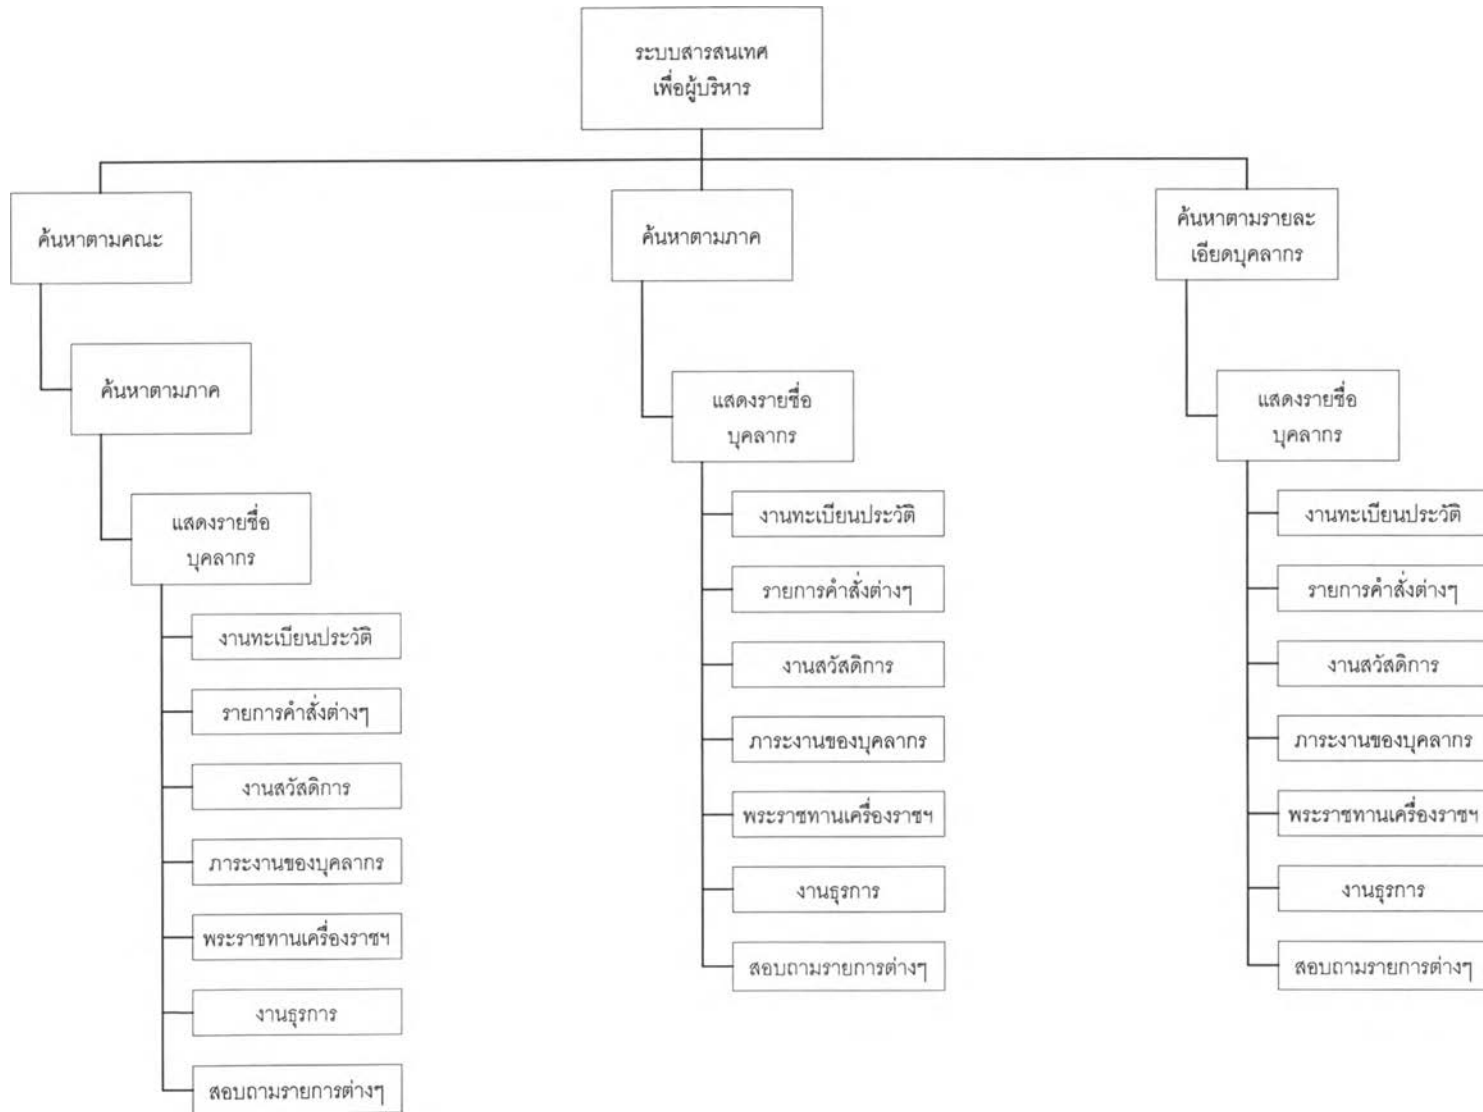 ระบบสารสนเทศ
เพื่อผู้บริหาร
ค้นหาตามคณะ
ค้นหาตามภาค
แสดงรายชื่อ
บุคลากร
งานทะเบียนประวัติ
รายการคำสั่งต่างๆ
งานสวัสดิการ
ภาระงานของบุคลากร
พระราชทานเครื่องราชฯ
งานธุรการ
สอบถามรายการต่างๆ
ค้นหาตามภาค
แสดงรายชื่อ
บุคลากร
งานทะเบียนประวัติ
รายการคำสั่งต่างๆ
งานสวัสดิการ
ภาระงานของบุคลากร
พระราชทานเครื่องราชฯ
งานธุรการ
สอบถามรายการต่างๆ
ค้นหาตามรายละ
เอียดบุคลากร
แสดงรายชื่อ
บุคลากร
งานทะเบียนประวัติ
รายการคำสั่งต่างๆ
งานสวัสดิการ
ภาระงานของบุคลากร
พระราชทานเครื่องราชฯ
งานธุรการ
สอบถามรายการต่างๆ